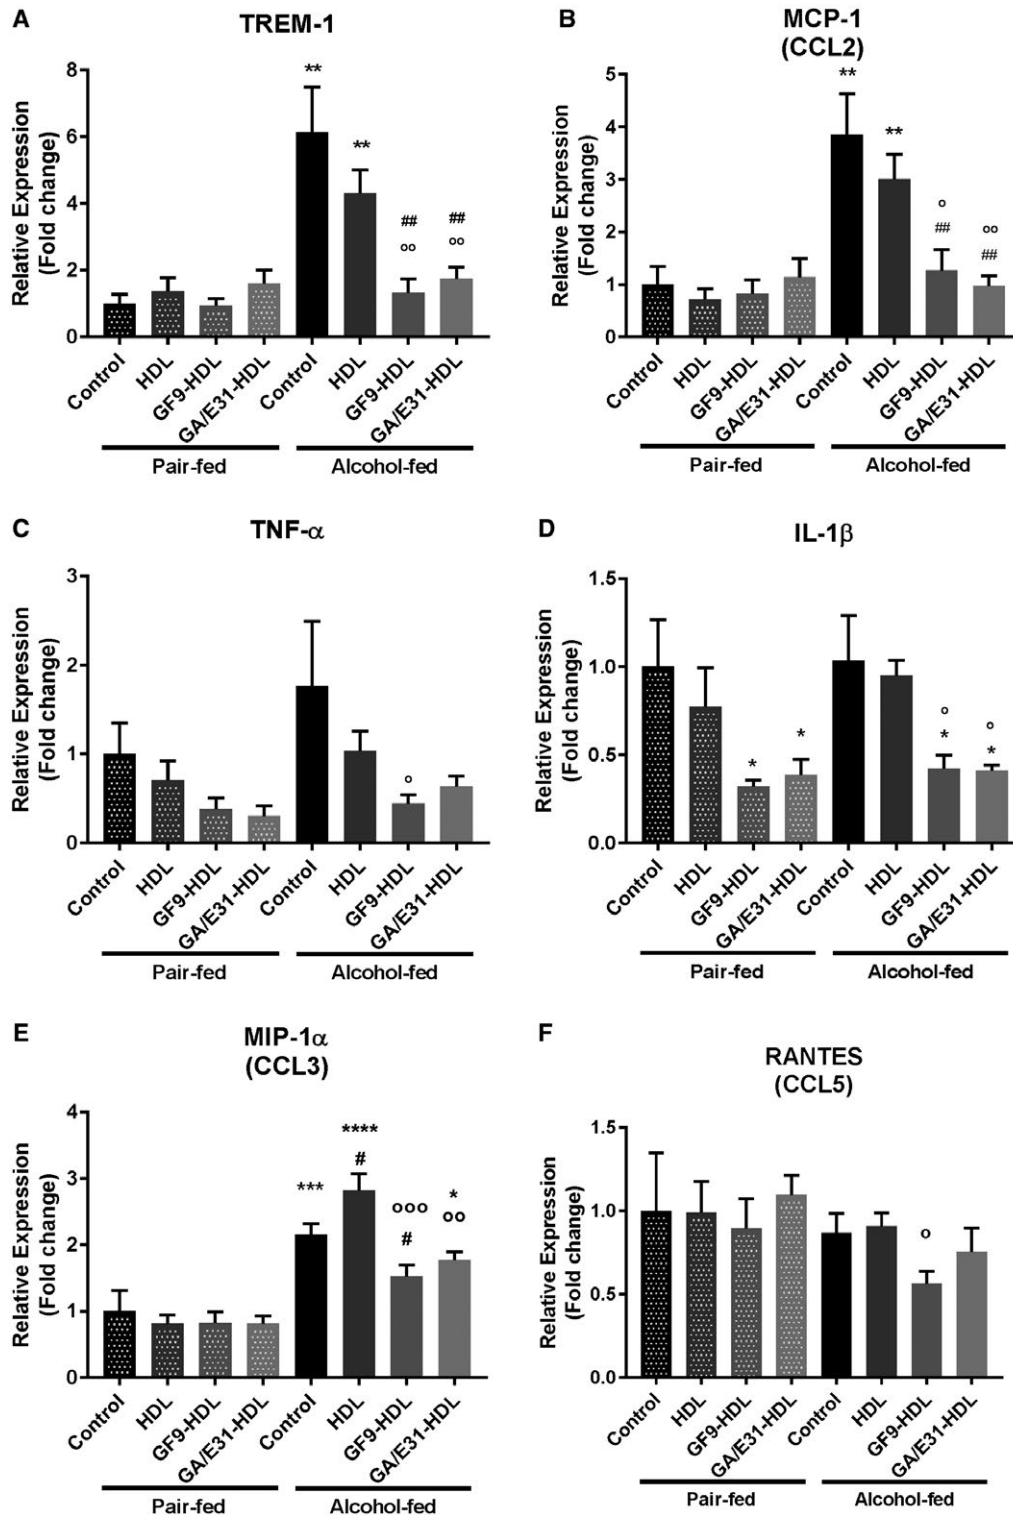 A
TREM-1
Relative Expression
(Fold change)
8
6
4
2
0
**
**
##
oo
##
oo
Control
HDL
GF9-HDL
GA/E31-HDL
Control
HDL
GF9-HDL
GA/E31-HDL
Pair-fed
Alcohol-fed
B
MCP-1
(CCL2)
Relative Expression
(Fold change)
5
4
3
2
1
0
**
**
o
##
oo
##
Control
HDL
GF9-HDL
GA/E31-HDL
Control
HDL
GF9-HDL
GA/E31-HDL
Pair-fed
Alcohol-fed
C
TNF-α
Relative Expression
(Fold change)
3
2
1
0
o
Control
HDL
GF9-HDL
GA/E31-HDL
Control
HDL
GF9-HDL
GA/E31-HDL
Pair-fed
Alcohol-fed
D
IL-1β
Relative Expression
(Fold change)
1.5
1.0
0.5
0.0
*
*
o
*
o
*
Control
HDL
GF9-HDL
GA/E31-HDL
Control
HDL
GF9-HDL
GA/E31-HDL
Pair-fed
Alcohol-fed
E
MIP-1α
(CCL3)
Relative Expression
(Fold change)
4
3
2
1
0
***
****
#
ooo
#
*
oo
Control
HDL
GF9-HDL
GA/E31-HDL
Control
HDL
GF9-HDL
GA/E31-HDL
Pair-fed
Alcohol-fed
F
RANTES
(CCL5)
Relative Expression
(Fold change)
1.5
1.0
0.5
0.0
o
Control
HDL
GF9-HDL
GA/E31-HDL
Control
HDL
GF9-HDL
GA/E31-HDL
Pair-fed
Alcohol-fed